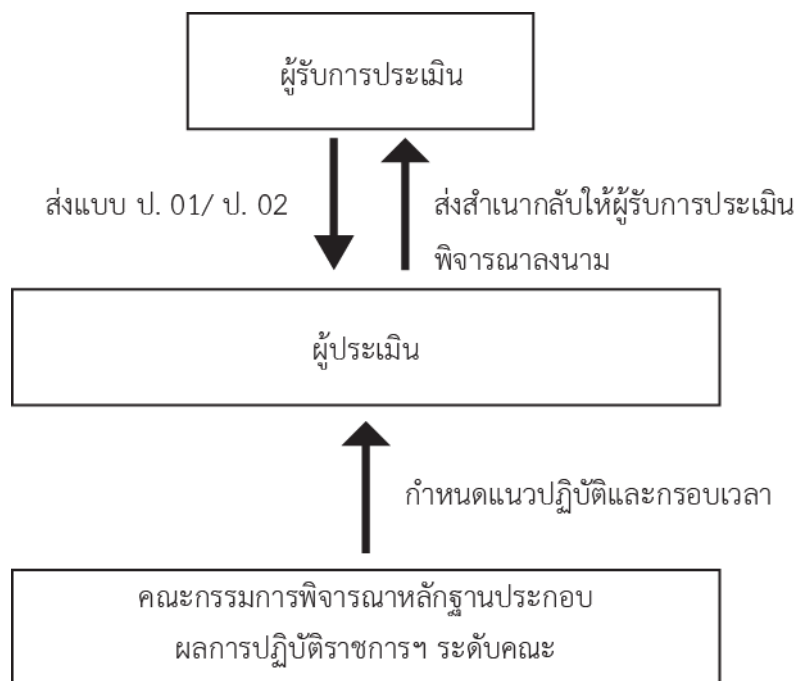 ผู้รับการประเมิน
ส่งแบบ ป. 01/ ป. 02
ส่งสำเนากลับให้ผู้รับการประเมิน
พิจารณาลงนาม
ผู้ประเมิน
กำหนดแนวปฏิบัติและกรอบเวลา
คณะกรรมการพิจารณาหลักฐานประกอบ
ผลการปฏิบัติราชการฯ ระดับคณะ